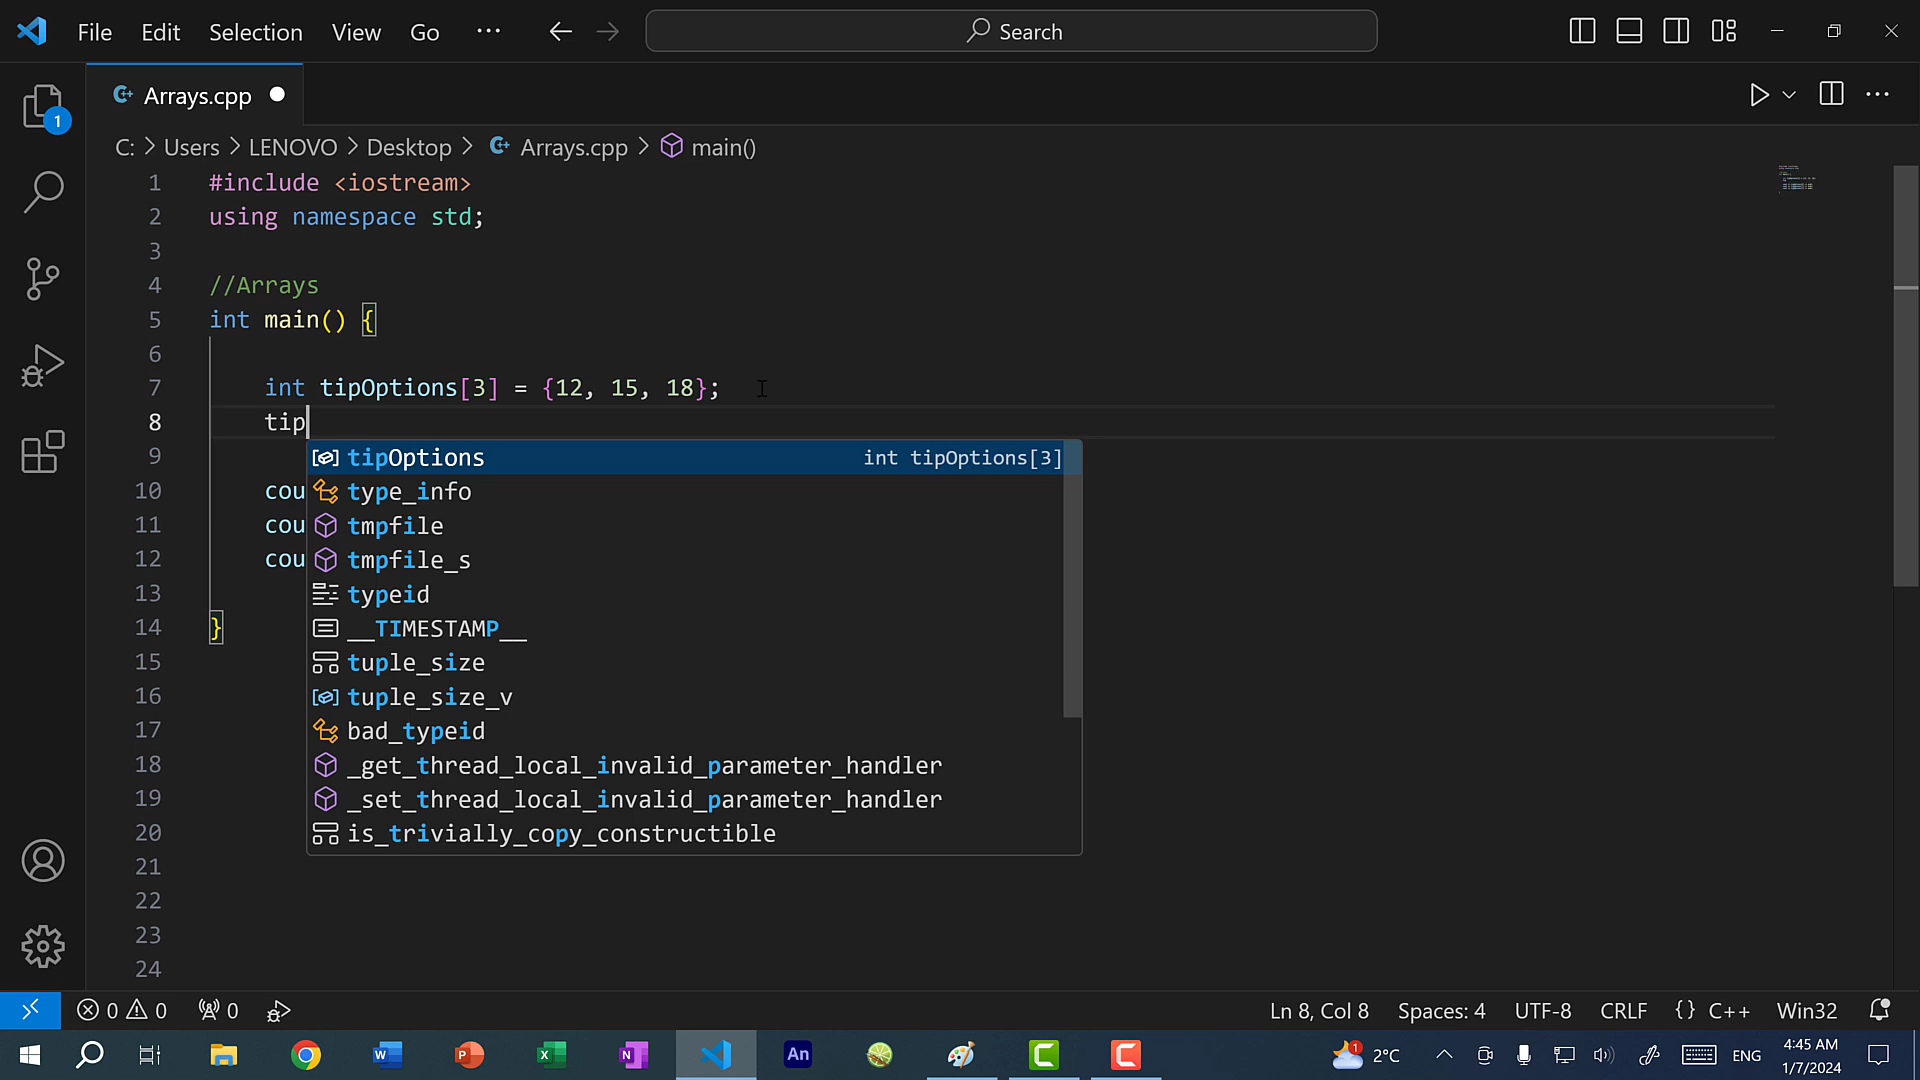 File Edit Selection View Go ... Search
Arrays.cpp
C: > Users > LENOVO > Desktop > Arrays.cpp > main()
1 #include <iostream>
2 using namespace std;
3
4 //Arrays
5 int main() {
6
7 int tipOptions[3] = {12, 15, 18};
8 tip
9 tipOptions int tipOptions[3]
10 cou type_info
11 cou tmpfile
12 cou tmpfile_s
13 typeid
14 } __TIMESTAMP__
15 tuple_size
16 tuple_size_v
17 bad_typeid
18 _get_thread_local_invalid_parameter_handler
19 _set_thread_local_invalid_parameter_handler
20 is_trivially_copy_constructible
21
22
23
24
1
0 0 0 Ln 8, Col 8 Spaces: 4 UTF-8 CRLF {} C++ Win32
W P X N An C C 1 2°C ENG 4:45 AM
1/7/2024